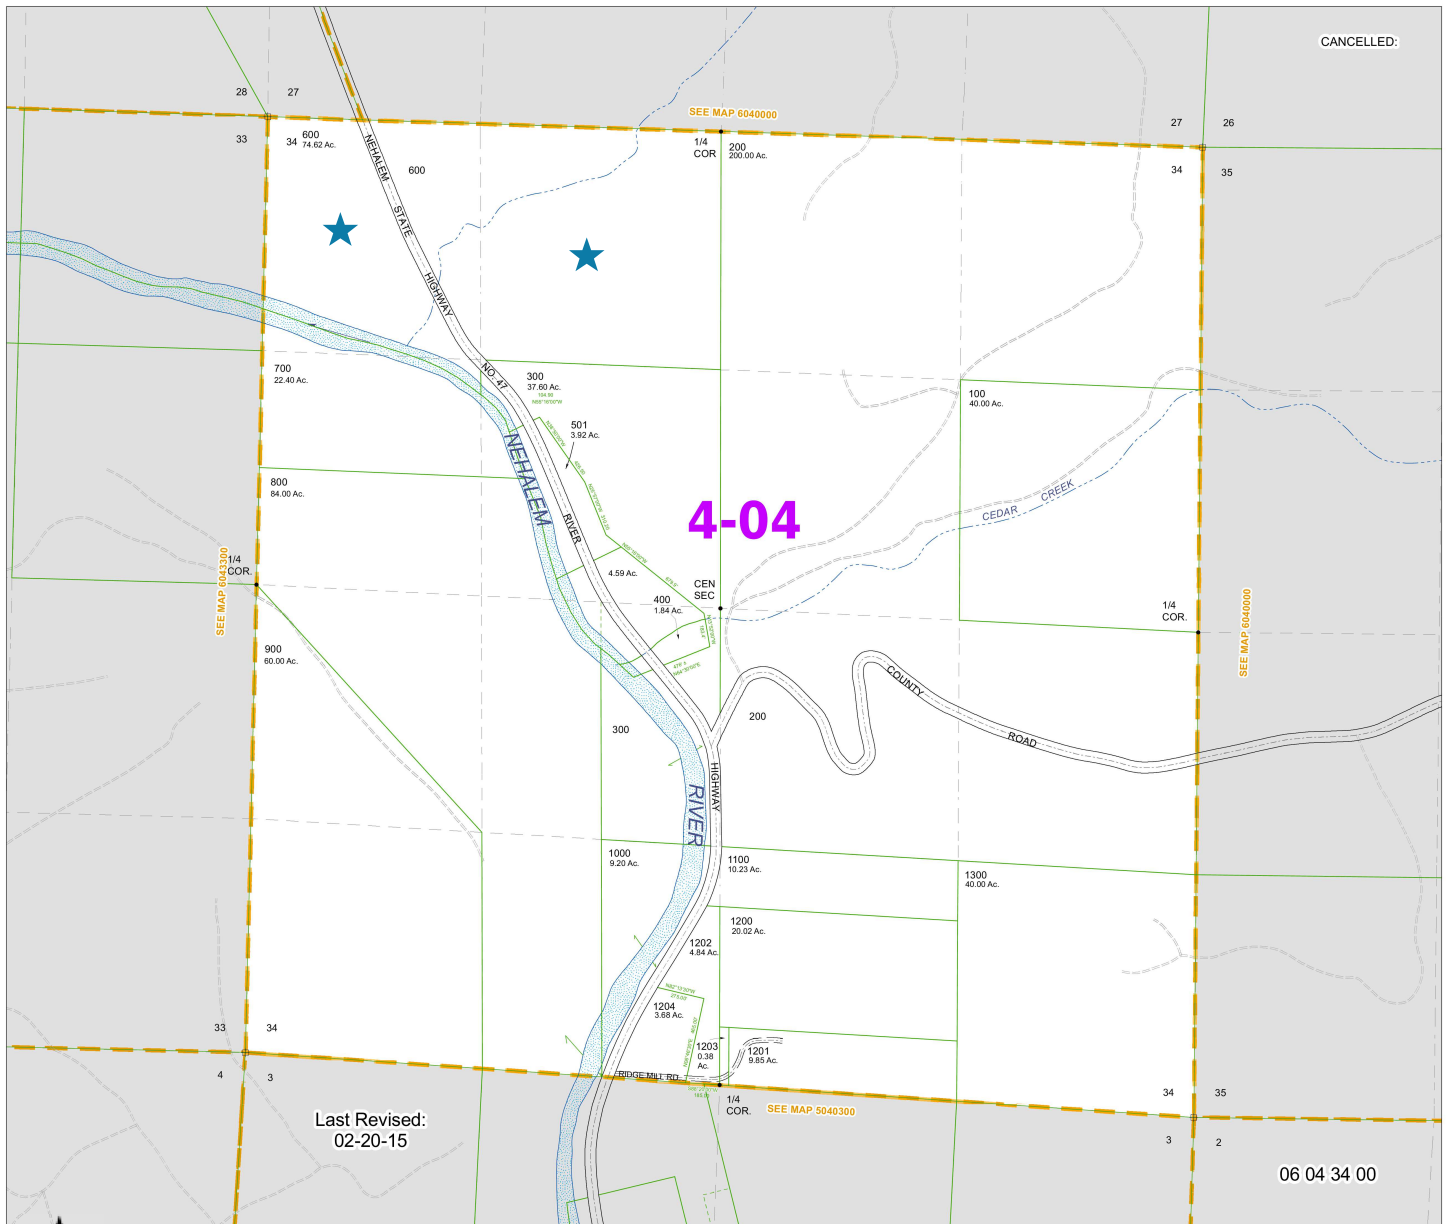 CANCELLED:
28
27
SEE MAP 6040000
27
26
33
34
600
74.62 Ac.
1/4
COR
200
200.00 Ac.
34
35
600
NEHALEM
STATE
HIGHWAY
NO. 47
700
22.40 Ac.
300
37.60 Ac.
100
40.00 Ac.
501
3.92 Ac.
800
84.00 Ac.
NEHALEM
RIVER
4-04
CEDAR
CREEK
SEE MAP 6043300
1/4
COR.
4.59 Ac.
CEN
SEC
400
1.84 Ac.
1/4
COR.
SEE MAP 6040000
900
60.00 Ac.
COUNTY
ROAD
300
200
HIGHWAY
RIVER
1000
9.20 Ac.
1100
10.23 Ac.
1300
40.00 Ac.
1200
20.02 Ac.
1202
4.84 Ac.
1204
3.68 Ac.
33
34
1203
0.38
Ac.
1201
9.85 Ac.
RIDGE MILL RD
4
3
1/4
COR.
SEE MAP 5040300
34
35
3
2
Last Revised:
02-20-15
06 04 34 00